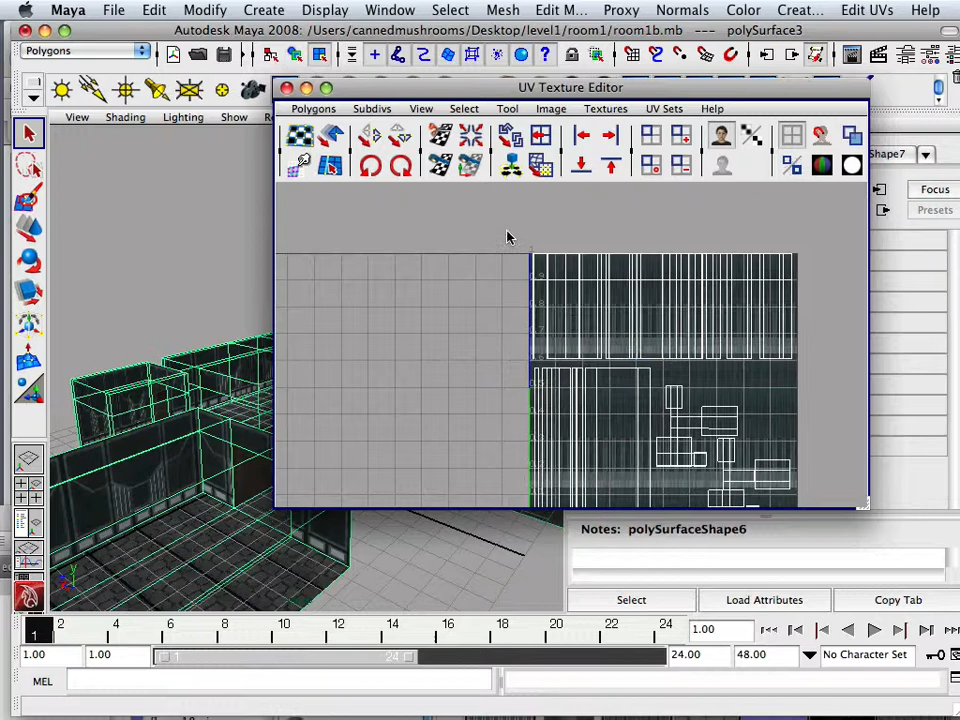 Maya File Edit Modify Create Display Window Select Mesh Edit M... Proxy Normals Color Creat... Edit UVs Help
Autodesk Maya 2008: /Users/cannedmushrooms/Desktop/level1/room1/room1b.mb --- polySurface3
Polygons
UV Texture Editor
View Shading Lighting Show
Polygons Subdivs View Select Tool Image Textures UV Sets Help
Shape7
Focus
Presets
Notes: polySurfaceShape6
Select Load Attributes Copy Tab
1 2 4 6 8 10 12 14 16 18 20 22 24
1.00
1.00 1.00 1 24 24.00 48.00 No Character Set
MEL